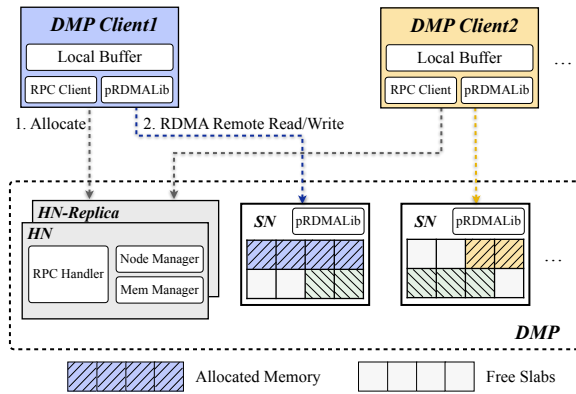 DMP Client1
Local Buffer
RPC Client
pRDMALib
DMP Client2
Local Buffer
RPC Client
pRDMALib
...
1. Allocate
2. RDMA Remote Read/Write
HN-Replica
HN
RPC Handler
Node Manager
Mem Manager
SN
pRDMALib
SN
pRDMALib
...
DMP
Allocated Memory
Free Slabs